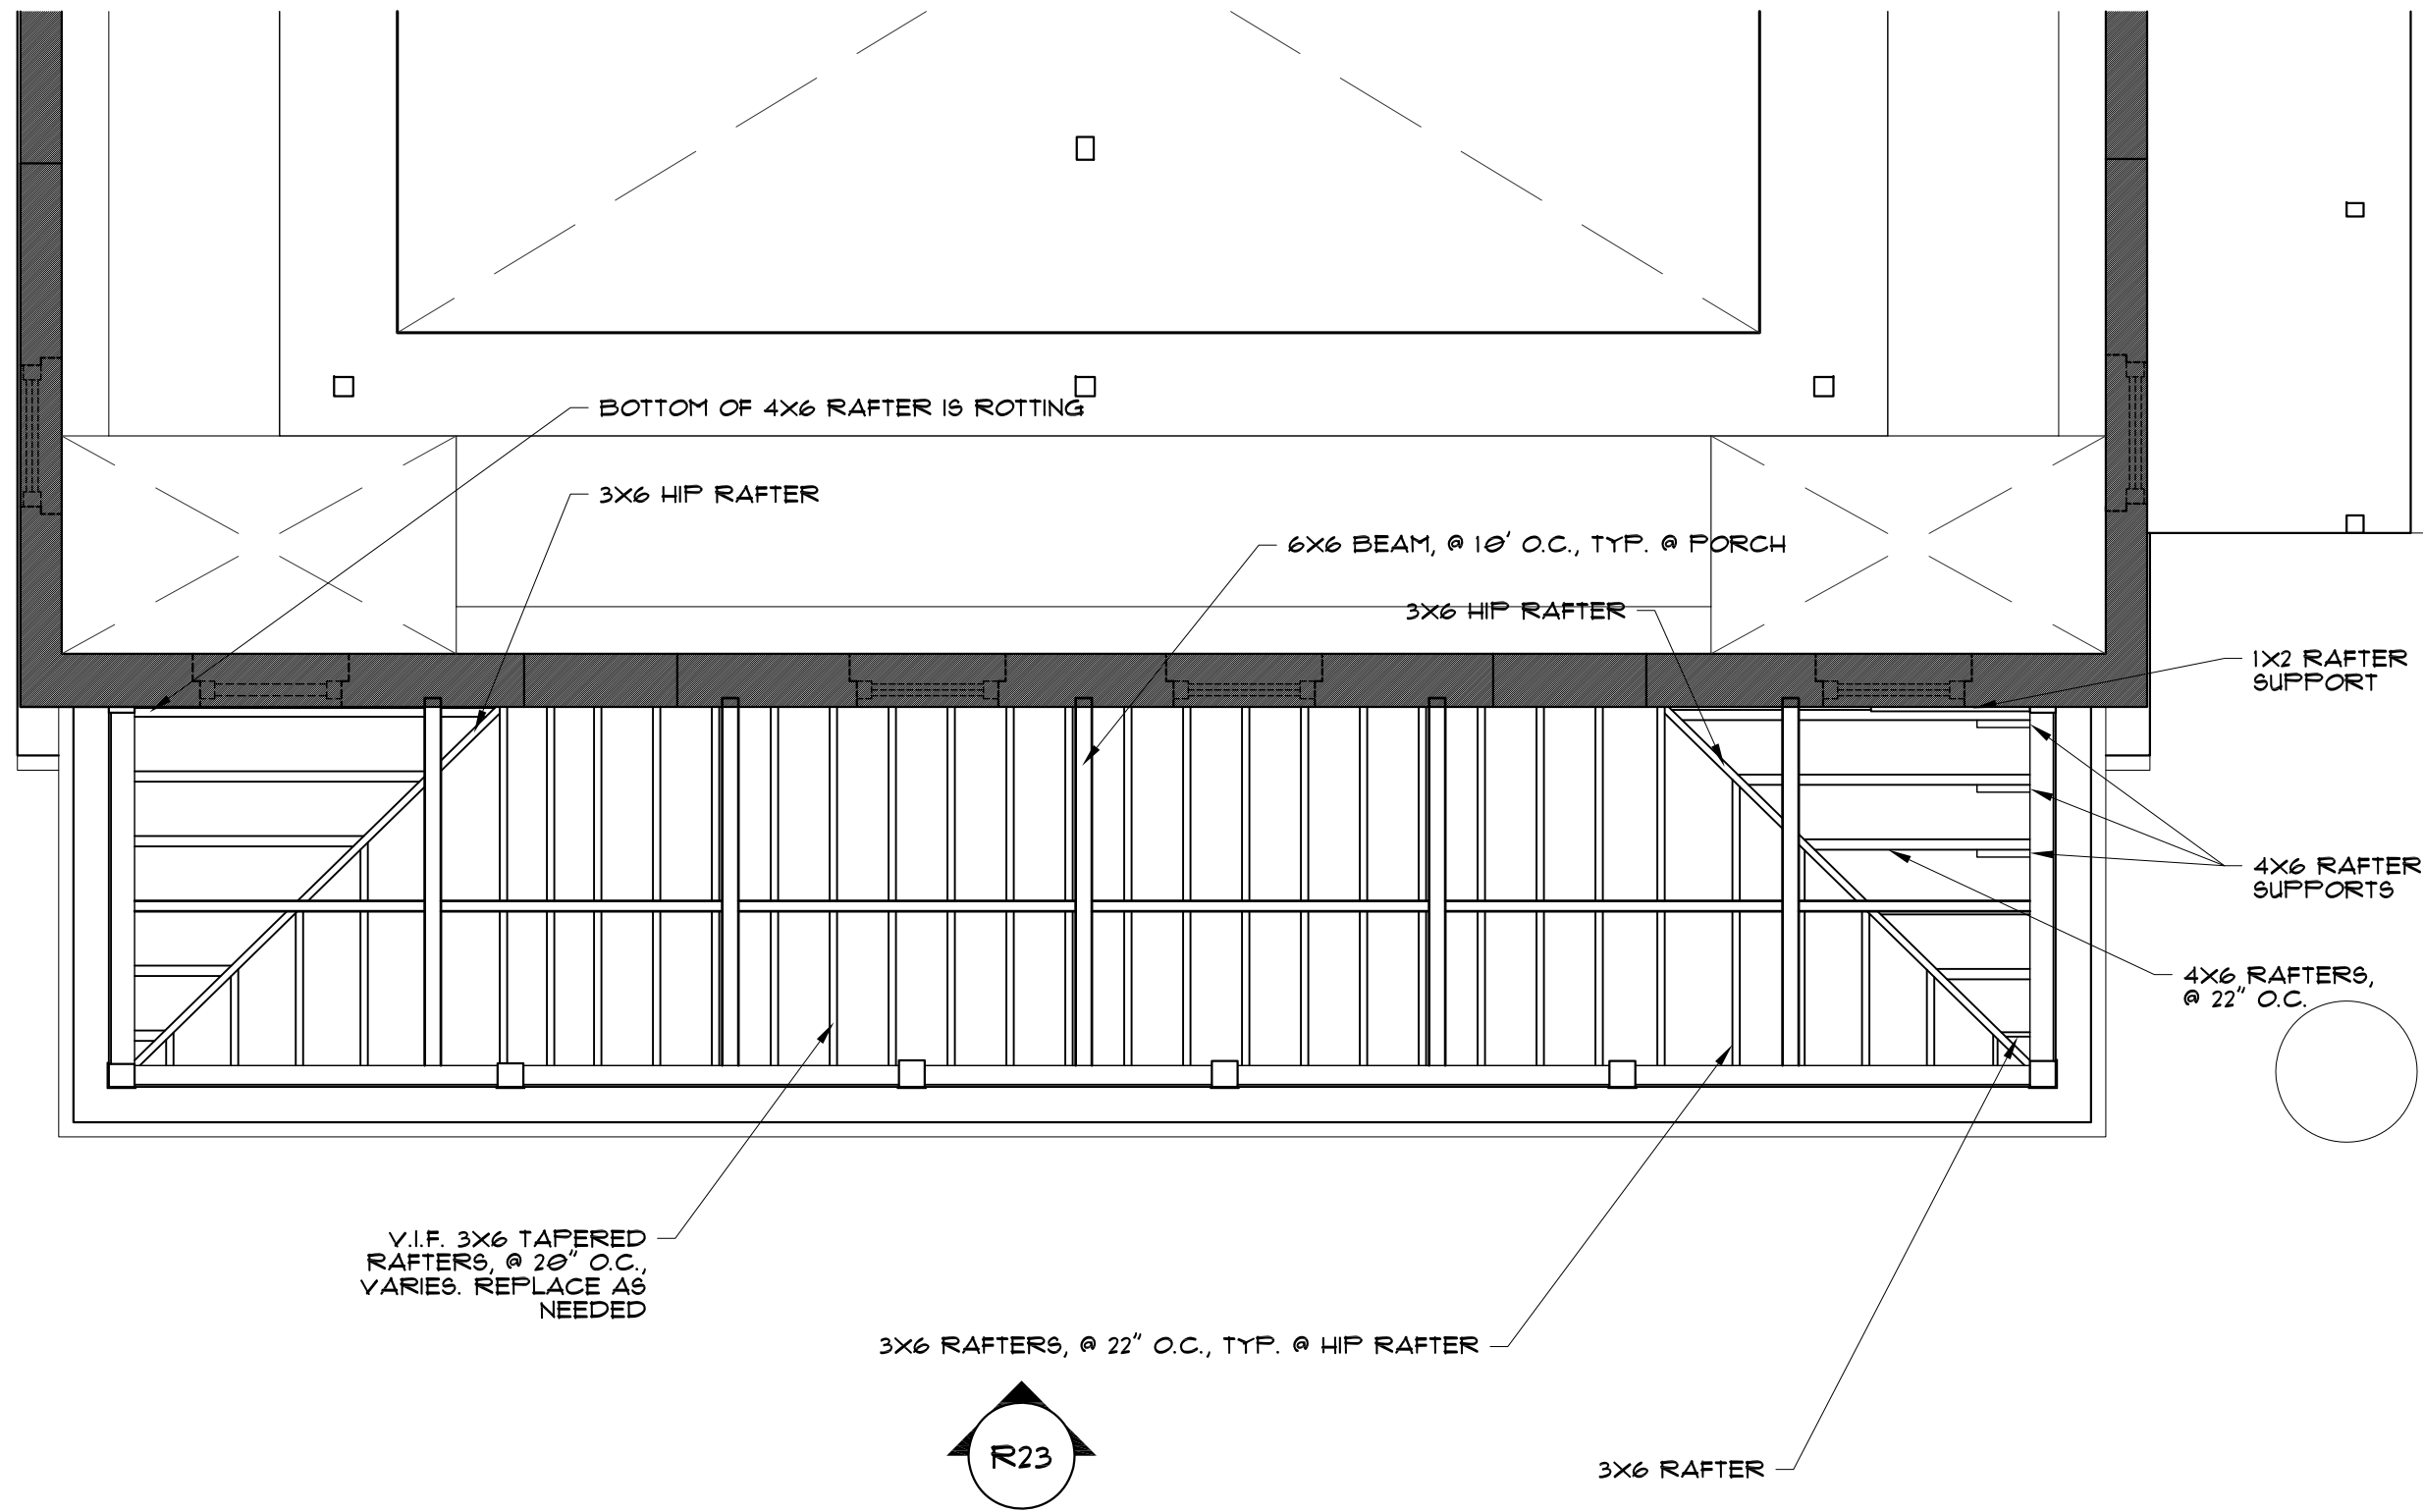 BOTTOM OF 4X6 RAFTER IS ROTTING
3X6 HIP RAFTER
6X6 BEAM, @ 10' O.C., TYP. @ PORCH
3X6 HIP RAFTER
1X2 RAFTER
SUPPORT
4X6 RAFTER
SUPPORTS
4X6 RAFTERS,
@ 22" O.C.
V.I.F. 3X6 TAPERED
RAFTERS, @ 20" O.C.,
VARIES. REPLACE AS
NEEDED
3X6 RAFTERS, @ 22" O.C., TYP. @ HIP RAFTER
R23
3X6 RAFTER